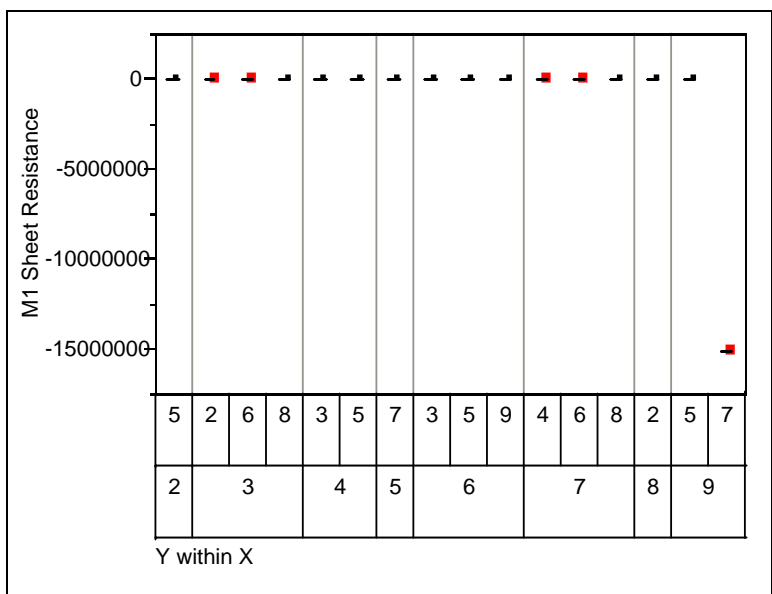 M1 Sheet Resistance
0
-5000000
-10000000
-15000000
5 2 6 8 3 5 7 3 5 9 4 6 8 2 5 7
2 3 4 5 6 7 8 9
Y within X